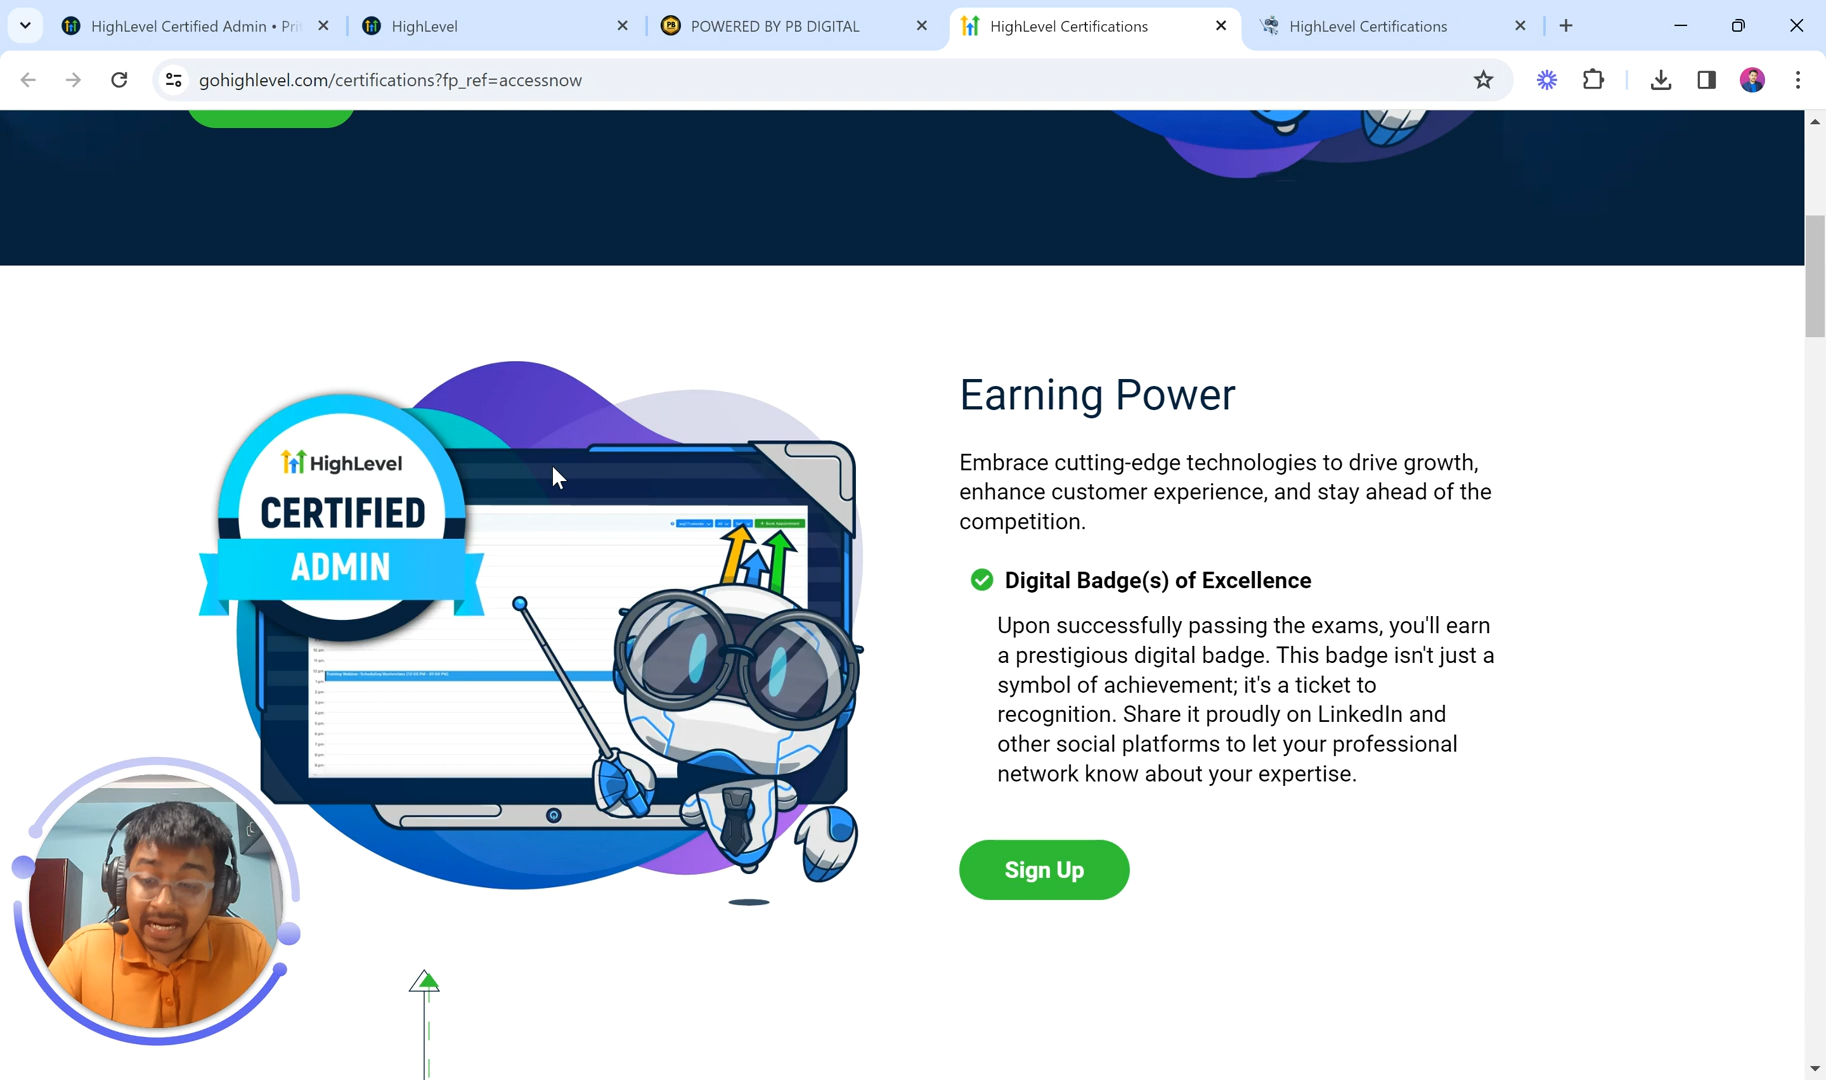 HighLevel Certified Admin • Pri
HighLevel
POWERED BY PB DIGITAL
HighLevel Certifications
HighLevel Certifications
gohighlevel.com/certifications?fp_ref=accessnow
HighLevel
CERTIFIED
ADMIN
Earning Power
Embrace cutting-edge technologies to drive growth,
enhance customer experience, and stay ahead of the
competition.
Digital Badge(s) of Excellence
Upon successfully passing the exams, you'll earn
a prestigious digital badge. This badge isn't just a
symbol of achievement; it's a ticket to
recognition. Share it proudly on LinkedIn and
other social platforms to let your professional
network know about your expertise.
Sign Up